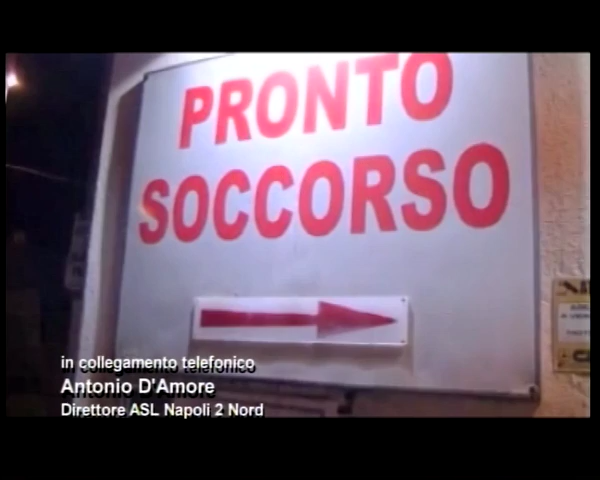 PRONTO
SOCCORSO
in collegamento telefonico
Antonio D'Amore
Direttore ASL Napoli 2 Nord